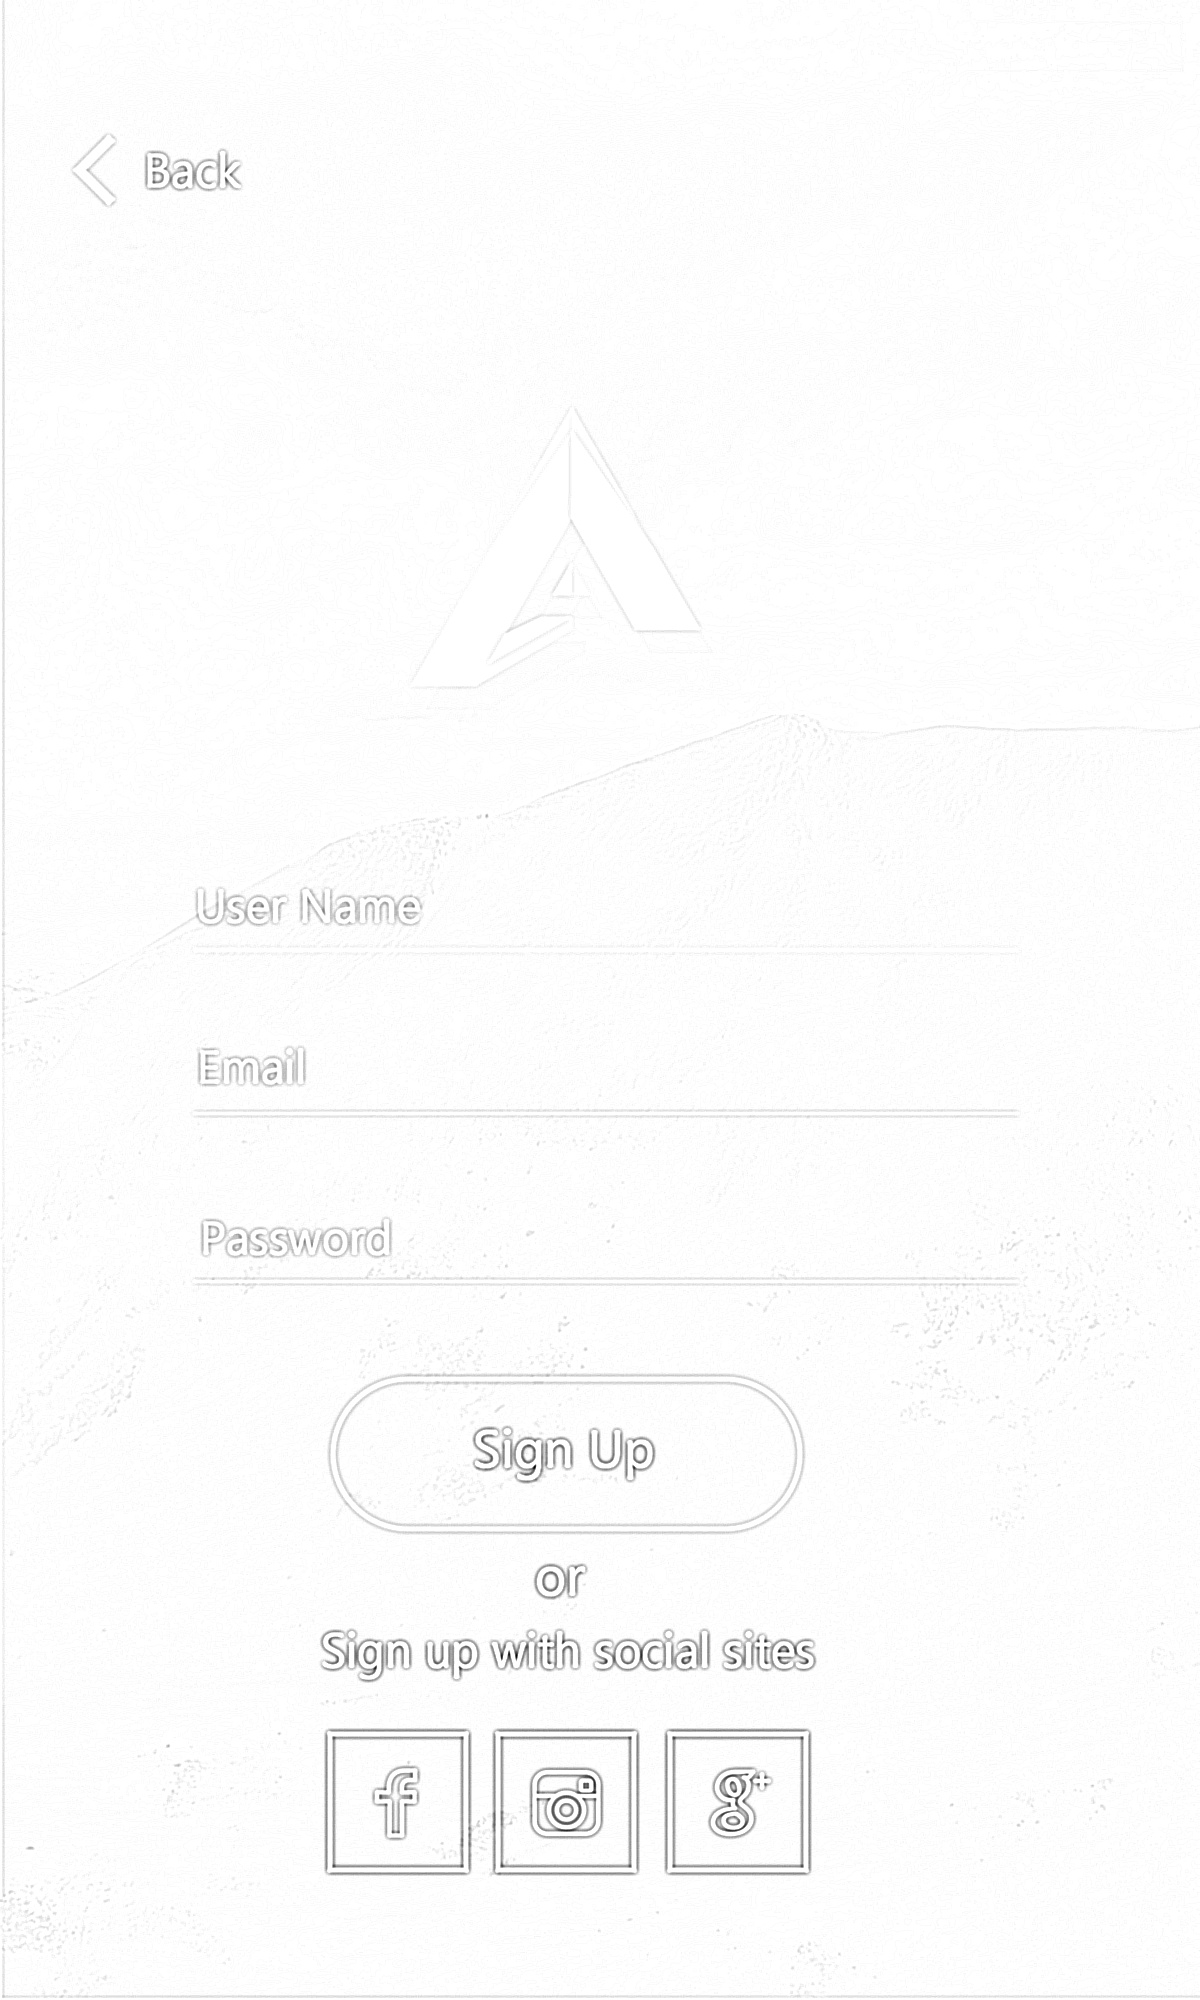 Back
User Name
Email
Password
Sign Up
or
Sign up with social sites
f
g+